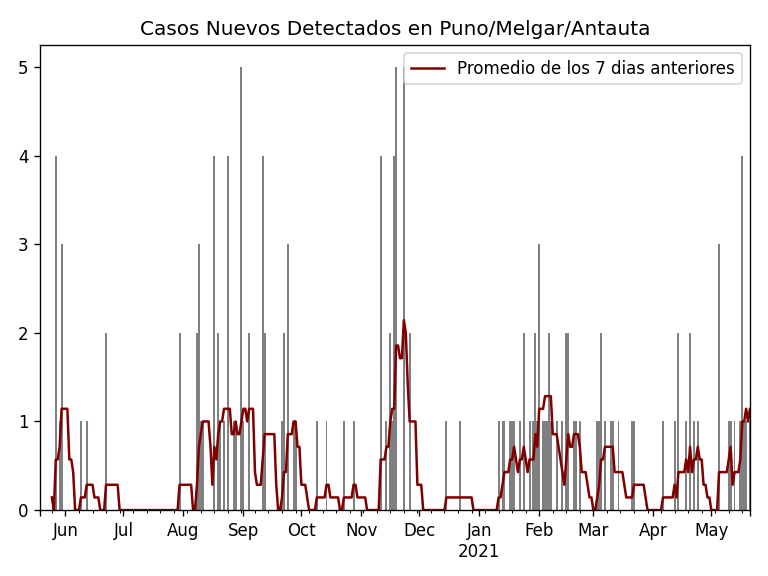 Casos Nuevos Detectados en Puno/Melgar/Antauta
Promedio de los 7 dias anteriores
5
4
3
2
1
0
Jun Jul Aug Sep Oct Nov Dec Jan Feb Mar Apr May
2021